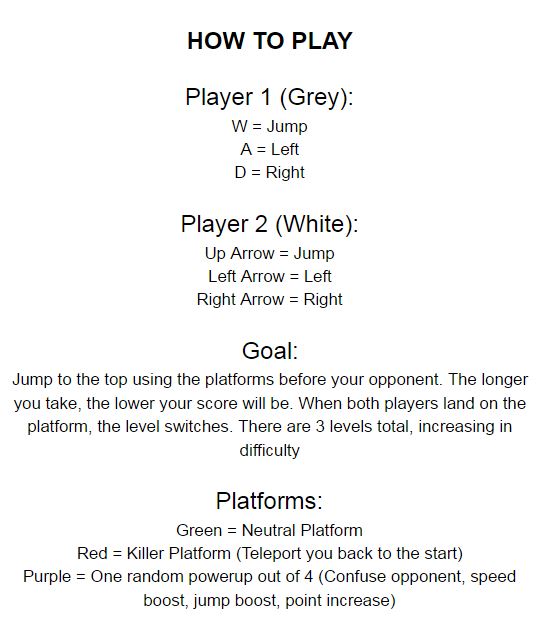 HOW TO PLAY
Player 1 (Grey):
W = Jump
A = Left
D = Right
Player 2 (White):
Up Arrow = Jump
Left Arrow = Left
Right Arrow = Right
Goal:
Jump to the top using the platforms before your opponent. The longer
you take, the lower your score will be. When both players land on the
platform, the level switches. There are 3 levels total, increasing in
difficulty
Platforms:
Green = Neutral Platform
Red = Killer Platform (Teleport you back to the start)
Purple = One random powerup out of 4 (Confuse opponent, speed
boost, jump boost, point increase)